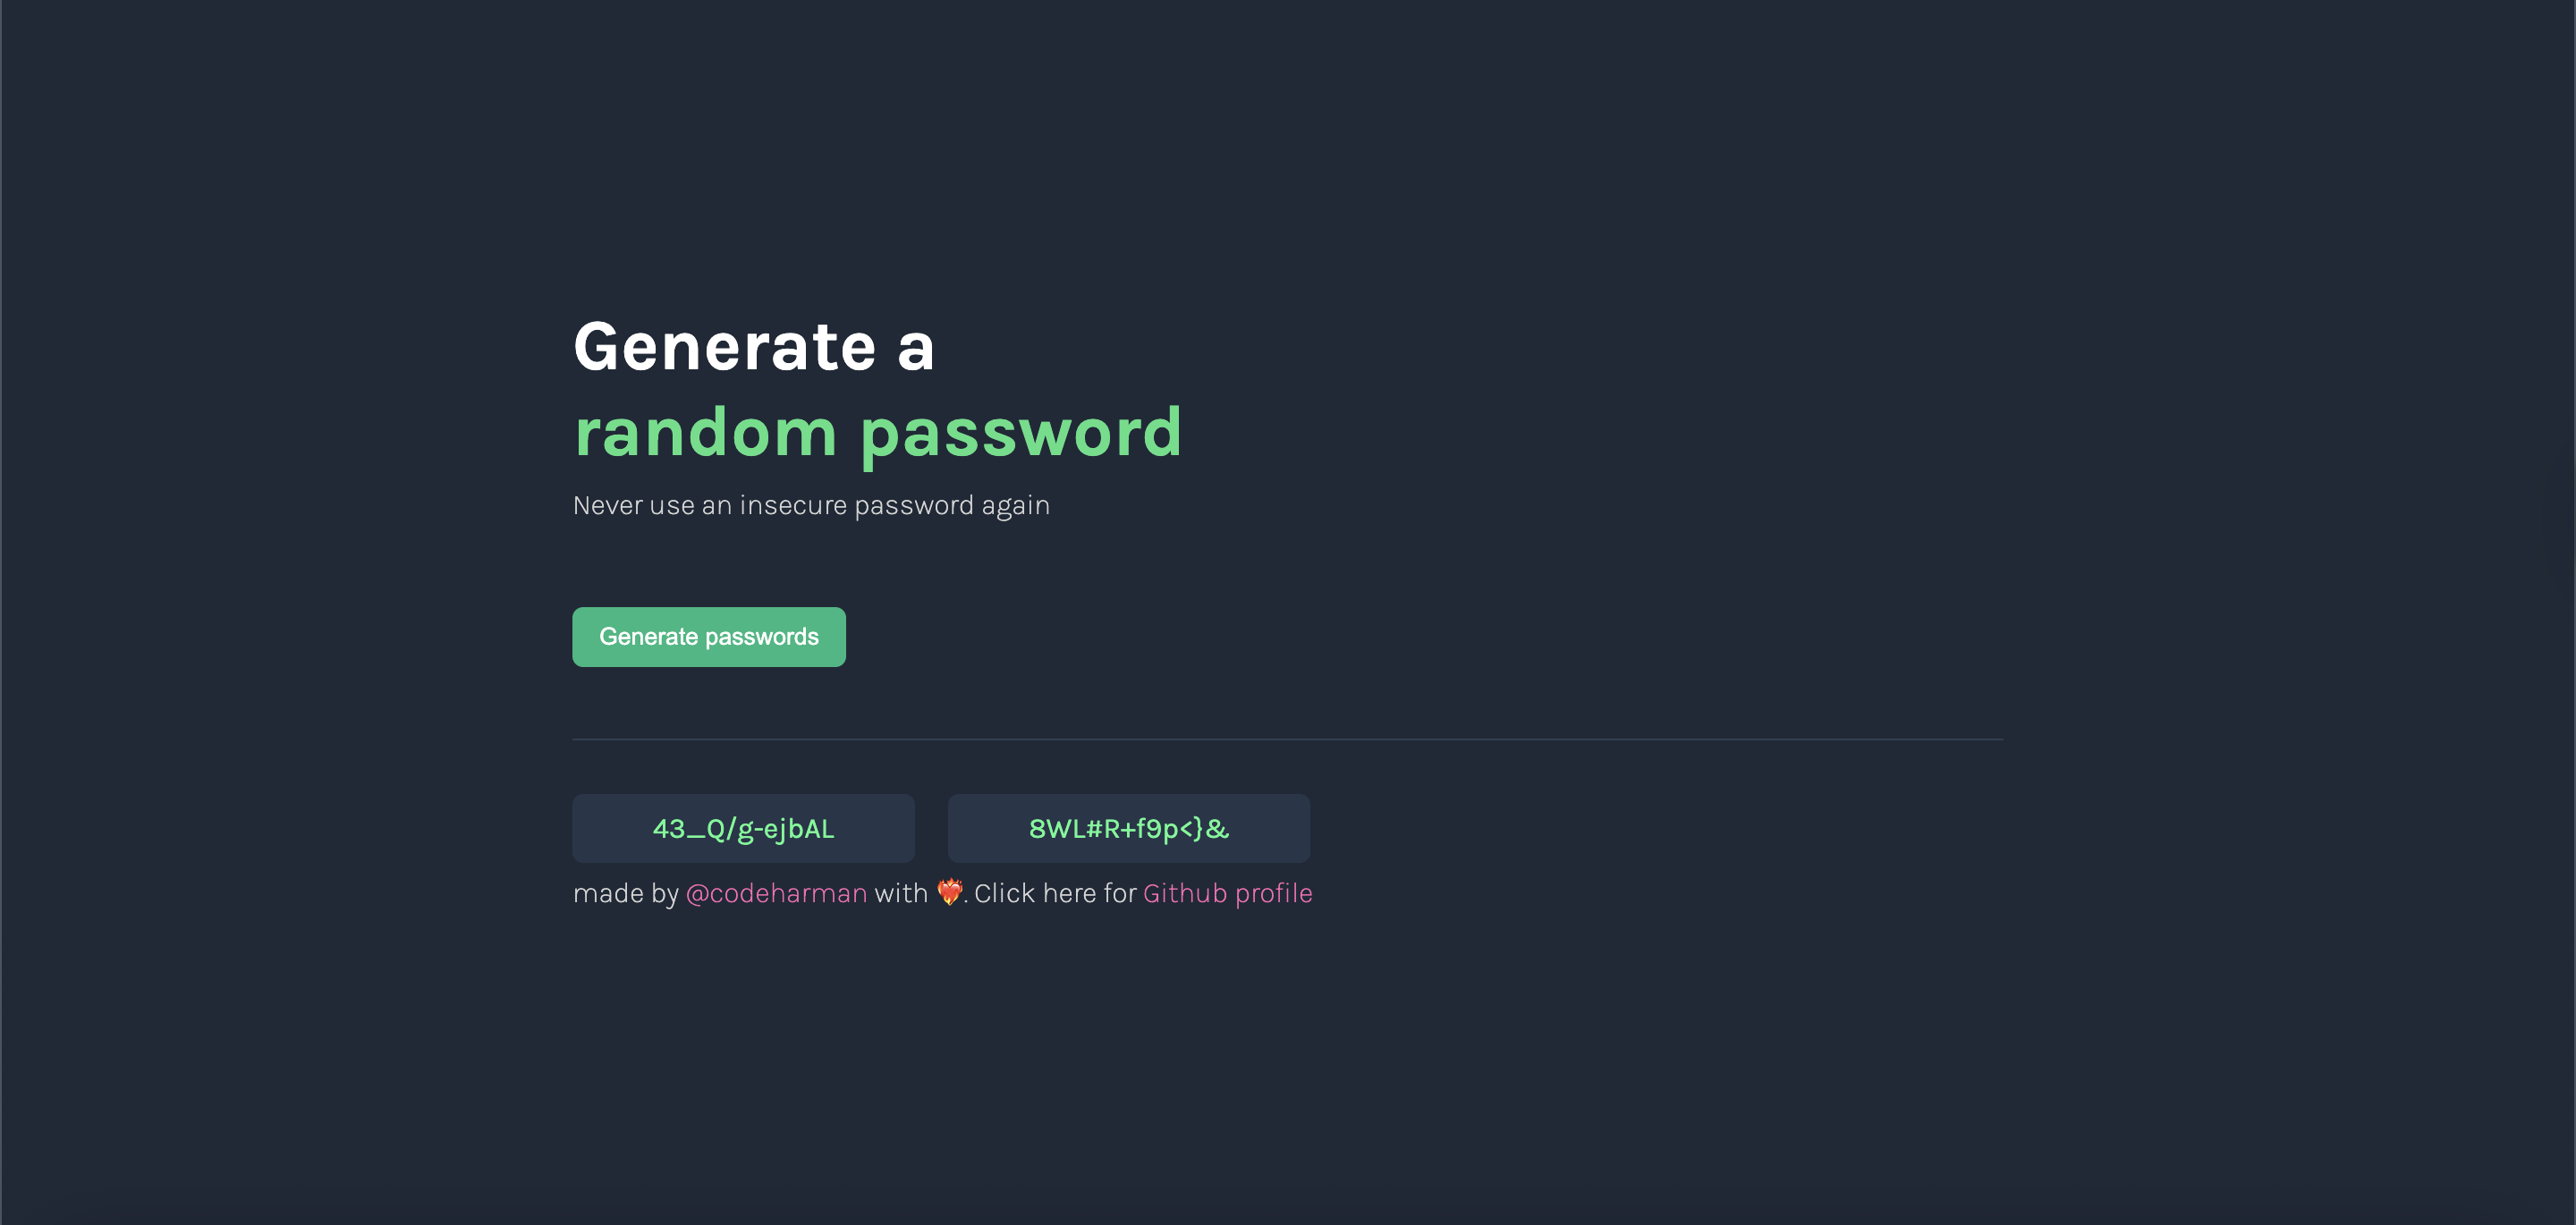 Generate a
random password
Never use an insecure password again
Generate passwords
43_Q/g-ejbAL
8WL#R+f9p<}&
made by @codeharman with ❤️‍🔥. Click here for Github profile